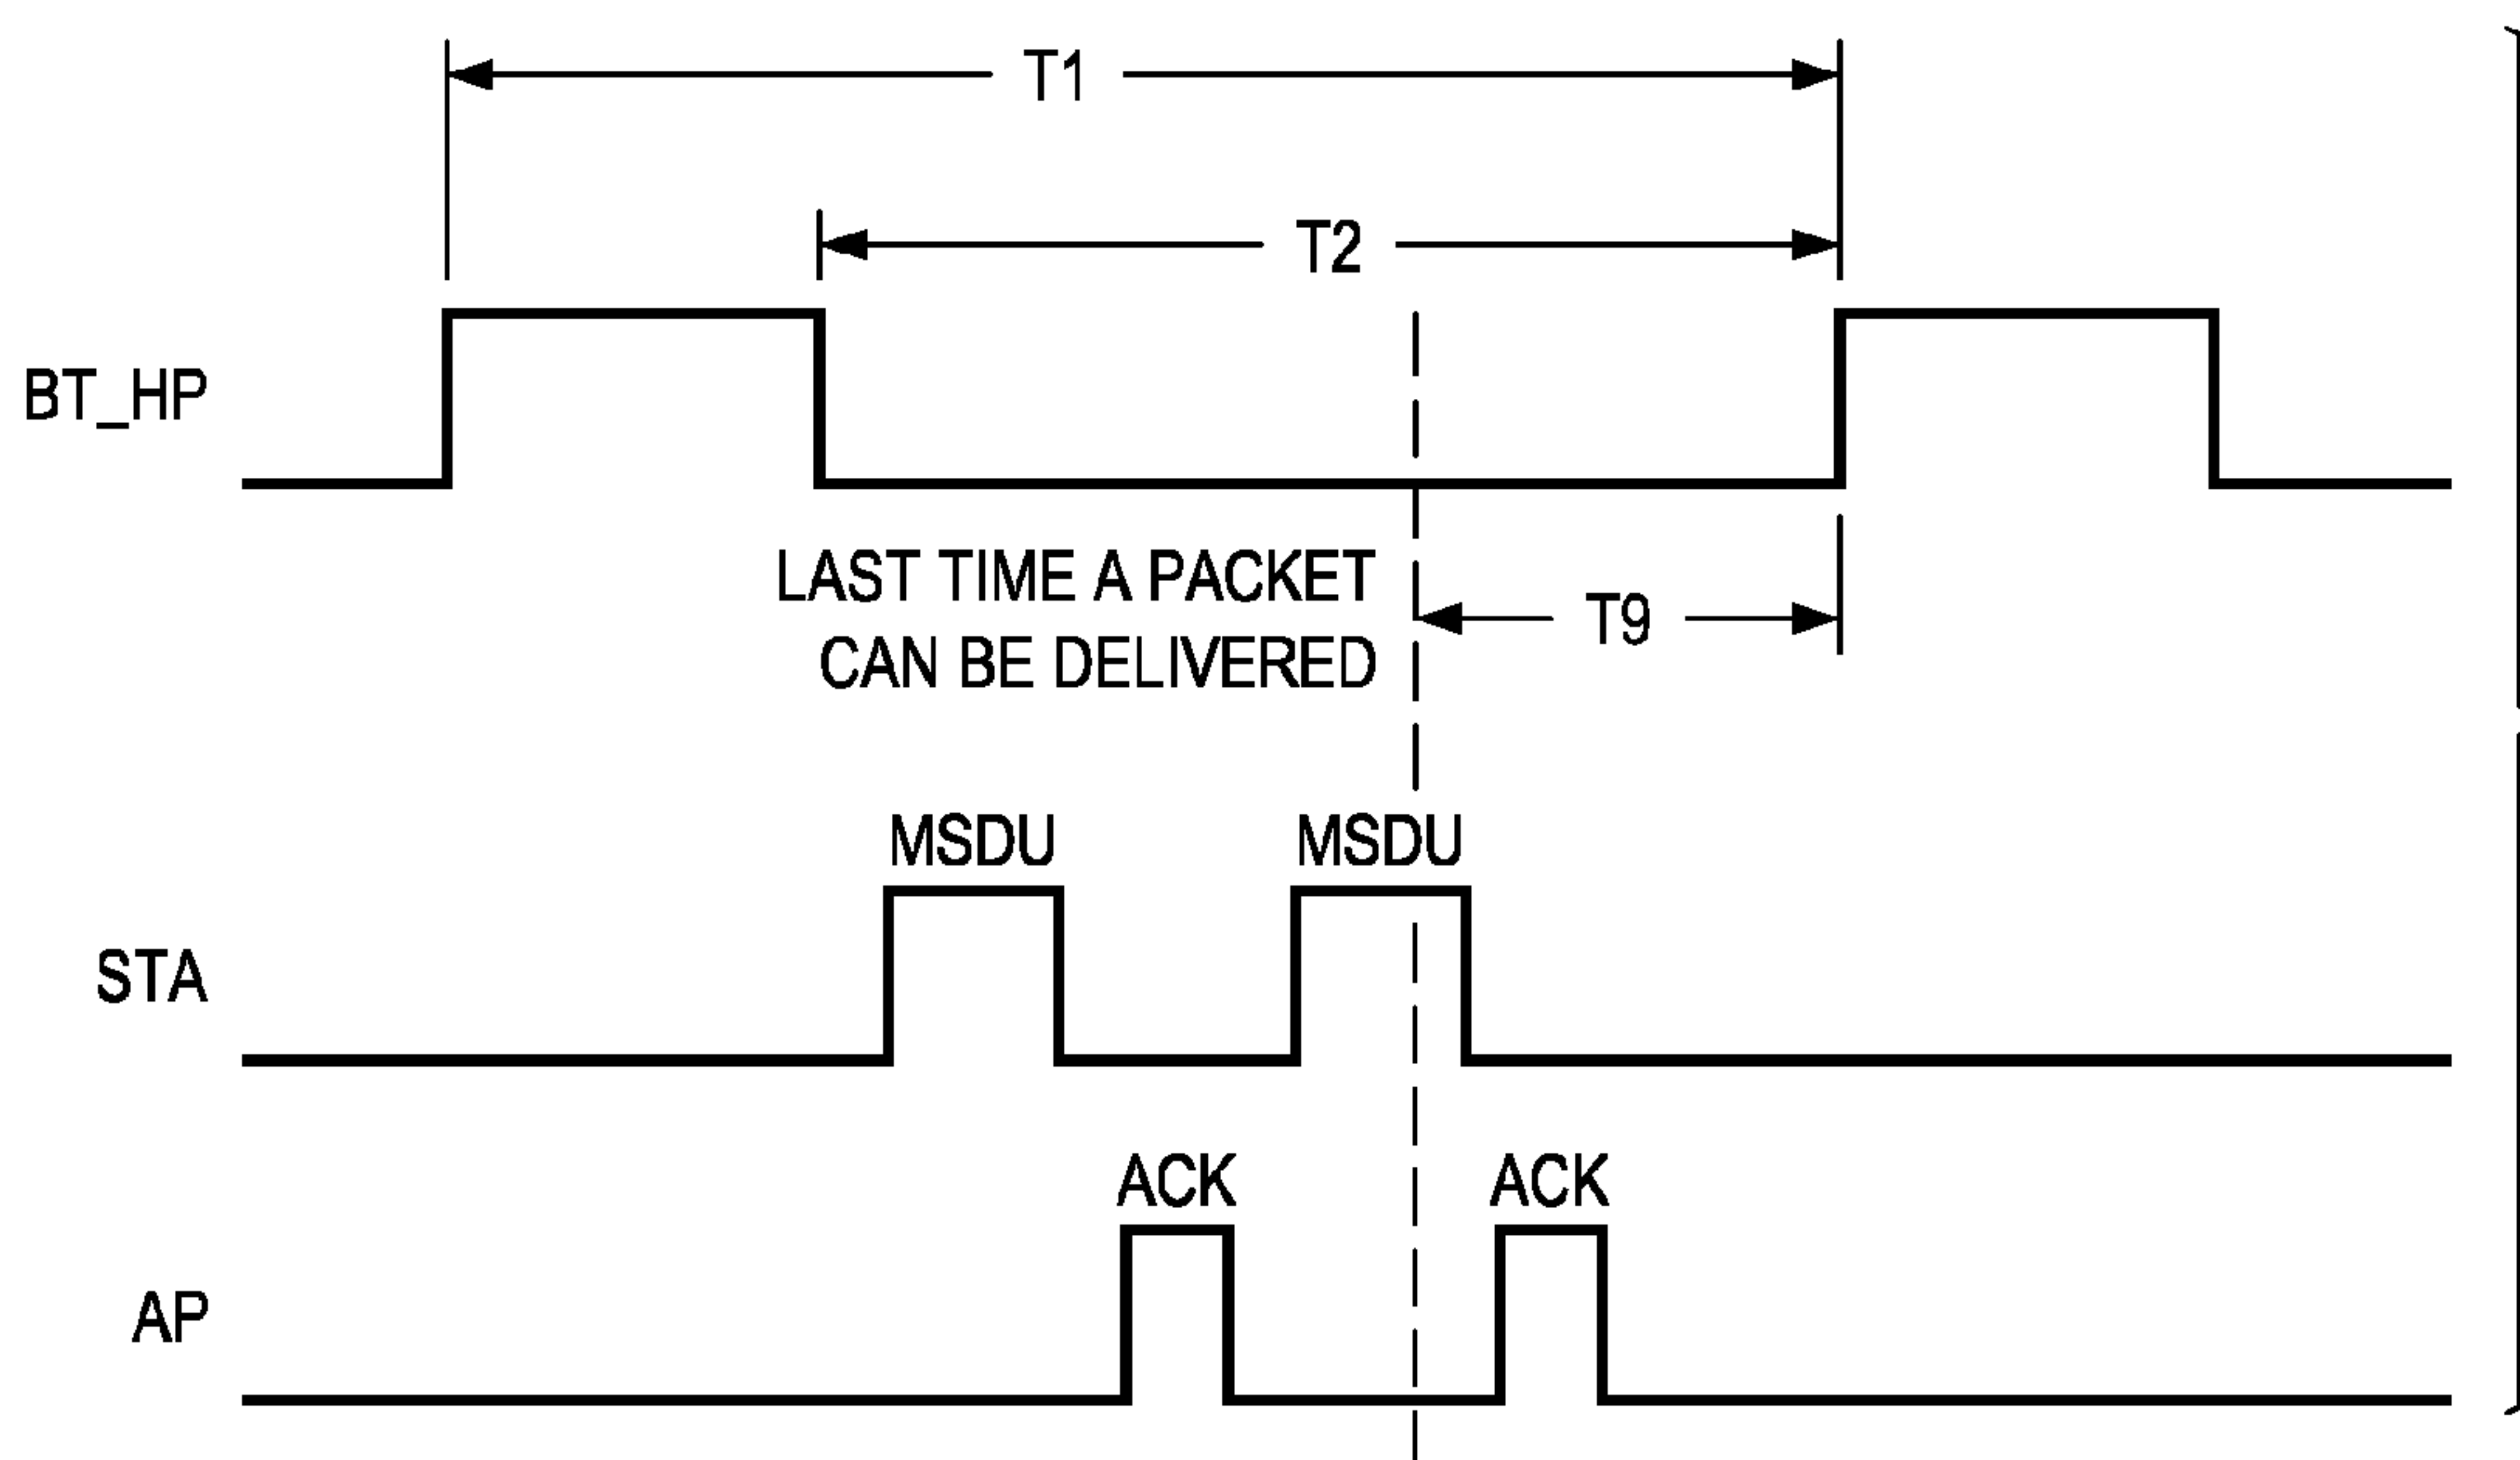 T1
T2
BT_HP
LAST TIME A PACKET
CAN BE DELIVERED
T9
MSDU MSDU
STA
ACK ACK
AP